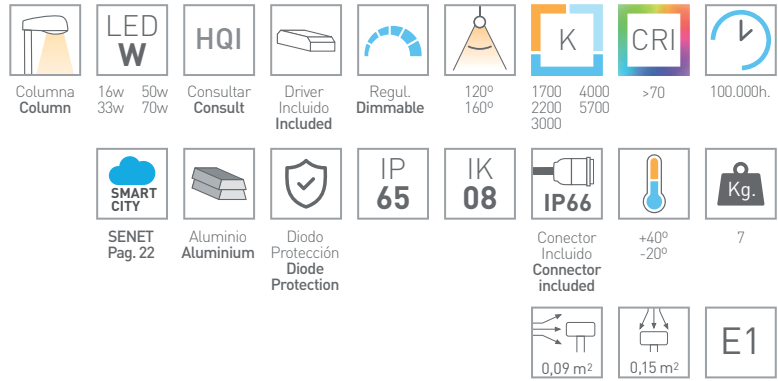 LED
W
HQI
K
CRI
Columna
Column
16w 50w
33w 70w
Consultar
Consult
Driver
Incluido
Included
Regul.
Dimmable
120º
160º
1700 4000
2200 5700
3000
>70
100.000h.
SMART
CITY
IP
65
IK
08
IP66
Kg.
SENET
Pag. 22
Aluminio
Aluminium
Diodo
Protección
Diode
Protection
Conector
Incluido
Connector
included
+40º
-20º
7
0,09 m²
0,15 m²
E1